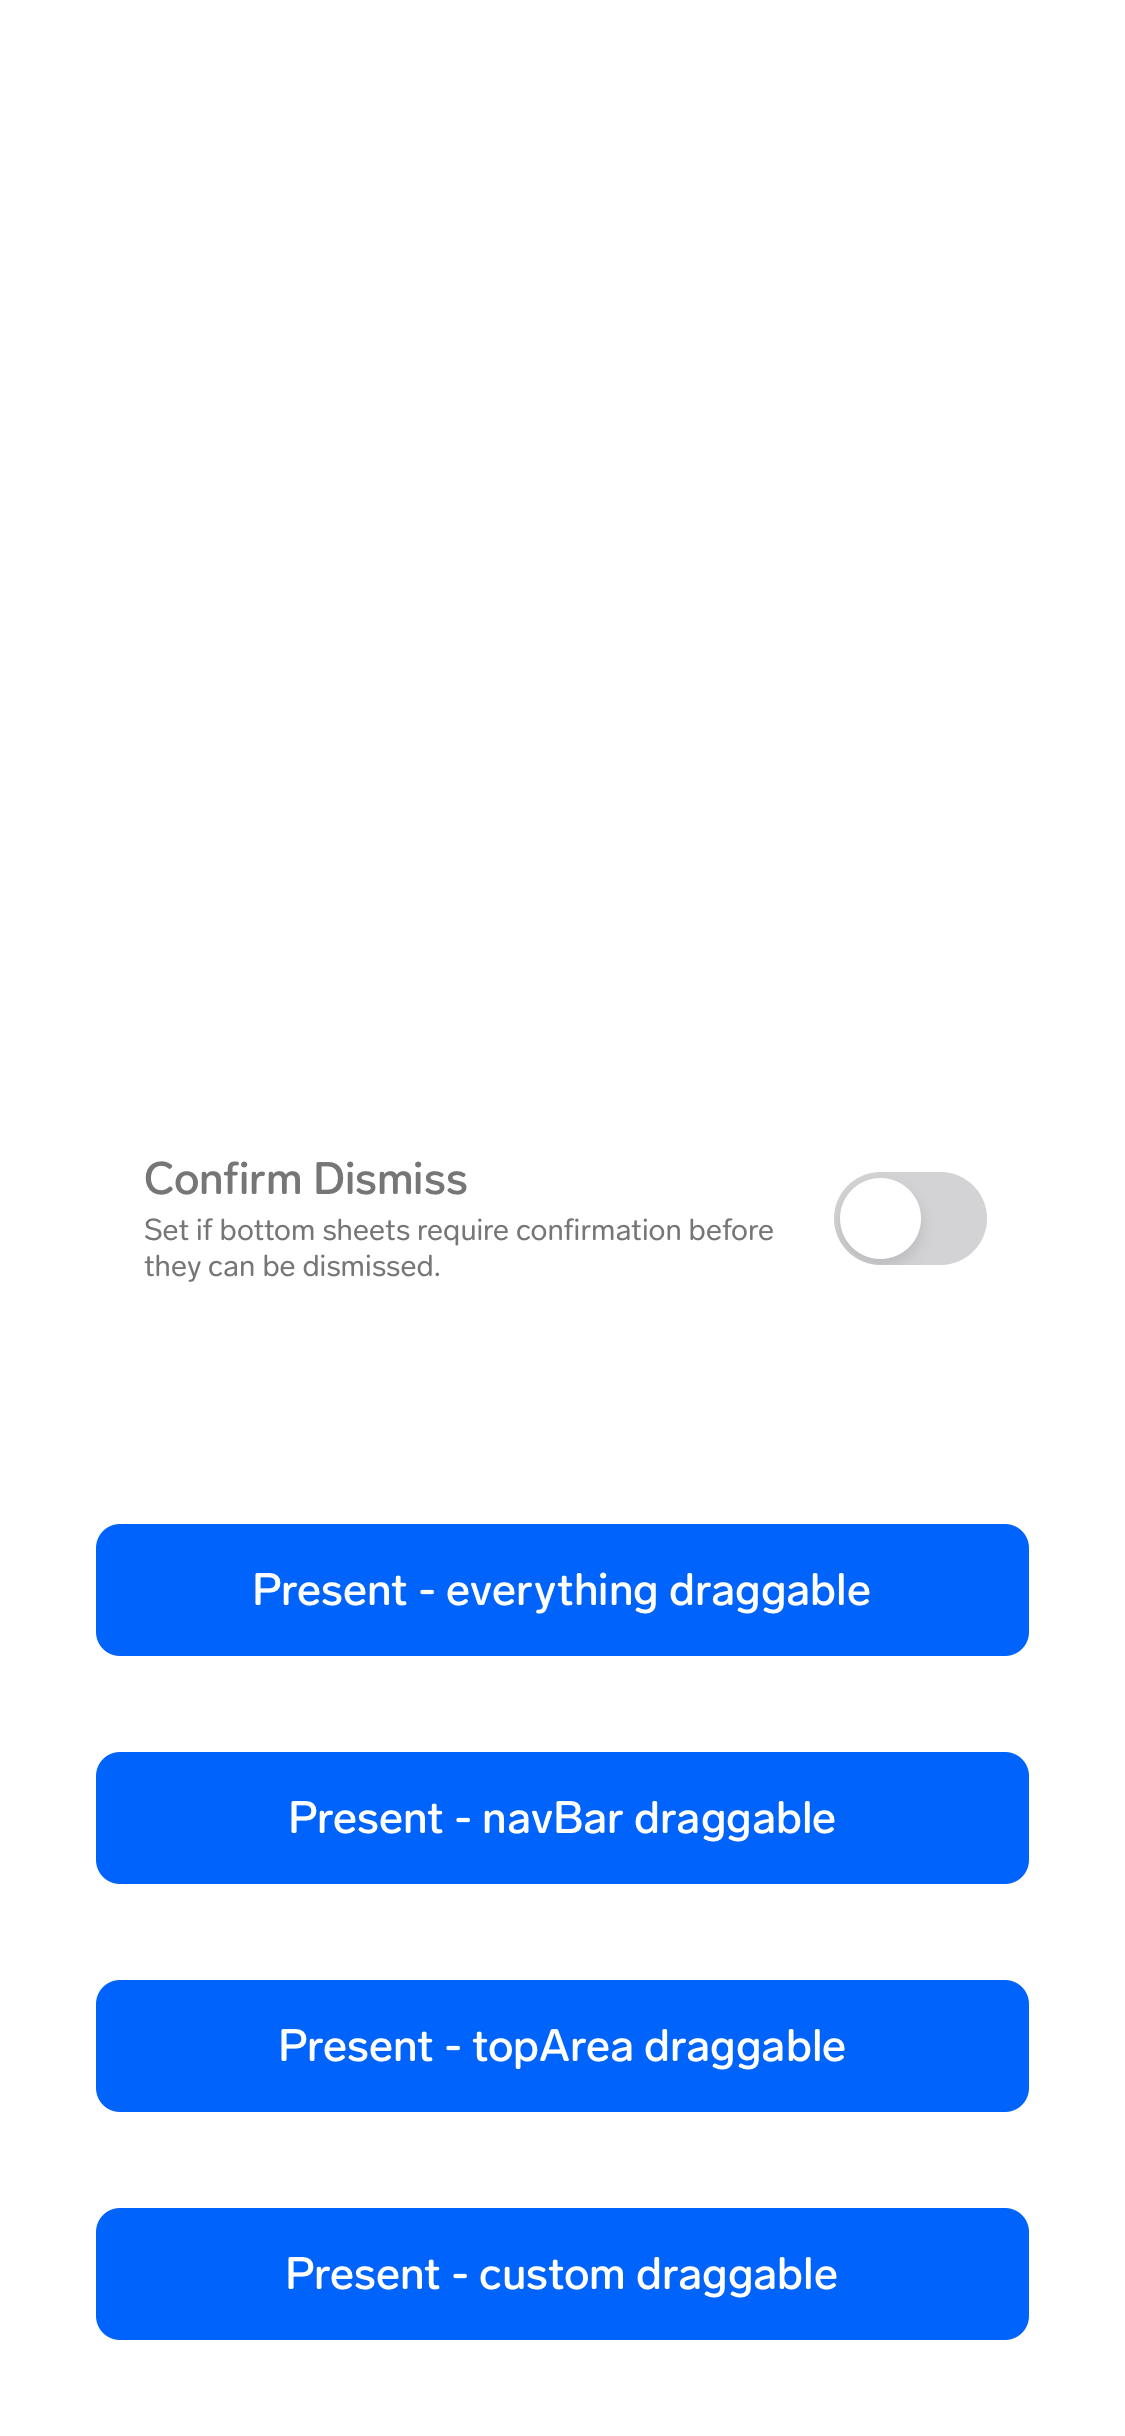 Confirm Dismiss
Set if bottom sheets require confirmation before
they can be dismissed.
Present - everything draggable
Present - navBar draggable
Present - topArea draggable
Present - custom draggable